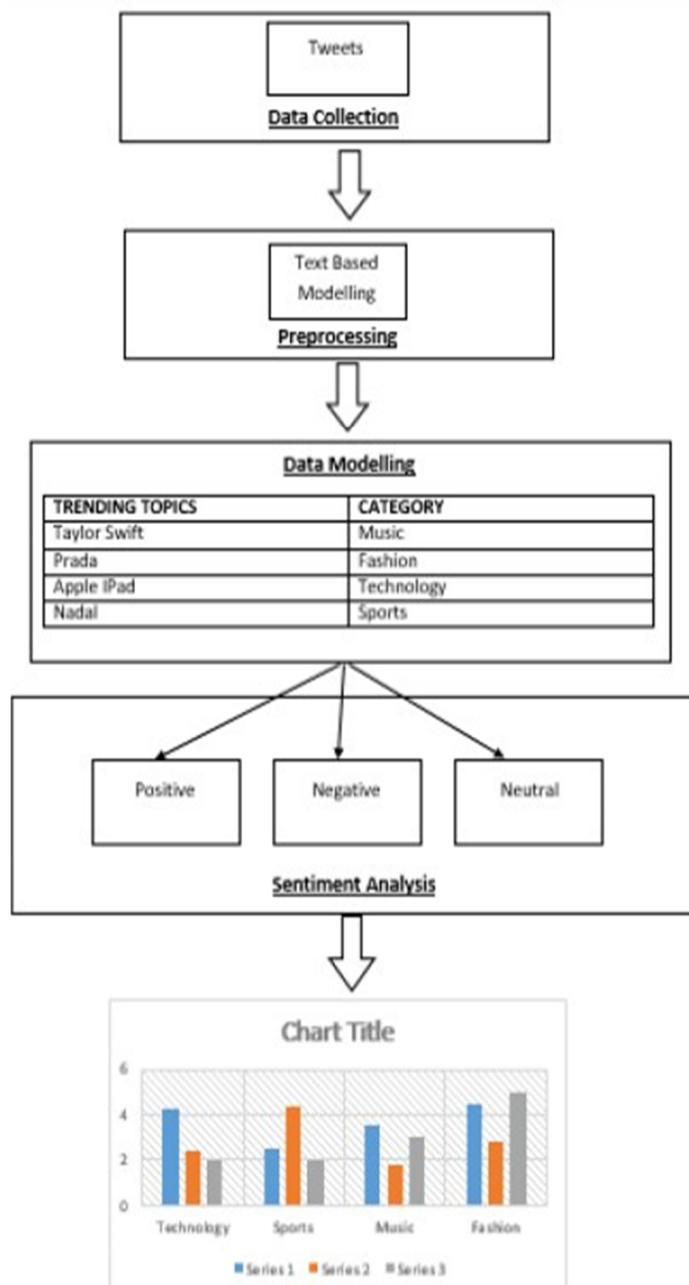 Tweets
Data Collection
Text Based
Modelling
Preprocessing
Data Modelling
TRENDING TOPICS CATEGORY
Taylor Swift Music
Prada Fashion
Apple IPad Technology
Nadal Sports
Positive Negative Neutral
Sentiment Analysis
Chart Title
6
4
2
0
Technology Sports Music Fashion
Series 1 Series 2 Series 3